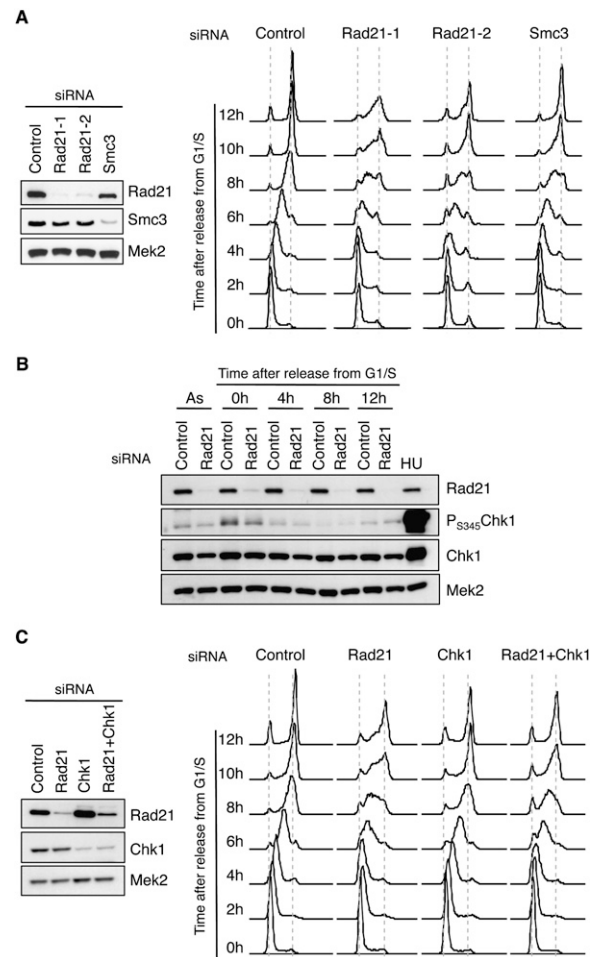 A
siRNA
Control
Rad21-1
Rad21-2
Smc3
Rad21
Smc3
Mek2
siRNA Control Rad21-1 Rad21-2 Smc3
Time after release from G1/S
12h
10h
8h
6h
4h
2h
0h
B
Time after release from G1/S
As 0h 4h 8h 12h
siRNA Control Rad21 Control Rad21 Control Rad21 Control Rad21 Control Rad21 HU
Rad21
PS345Chk1
Chk1
Mek2
C
siRNA
Control
Rad21
Chk1
Rad21+Chk1
Rad21
Chk1
Mek2
siRNA Control Rad21 Chk1 Rad21+Chk1
Time after release from G1/S
12h
10h
8h
6h
4h
2h
0h